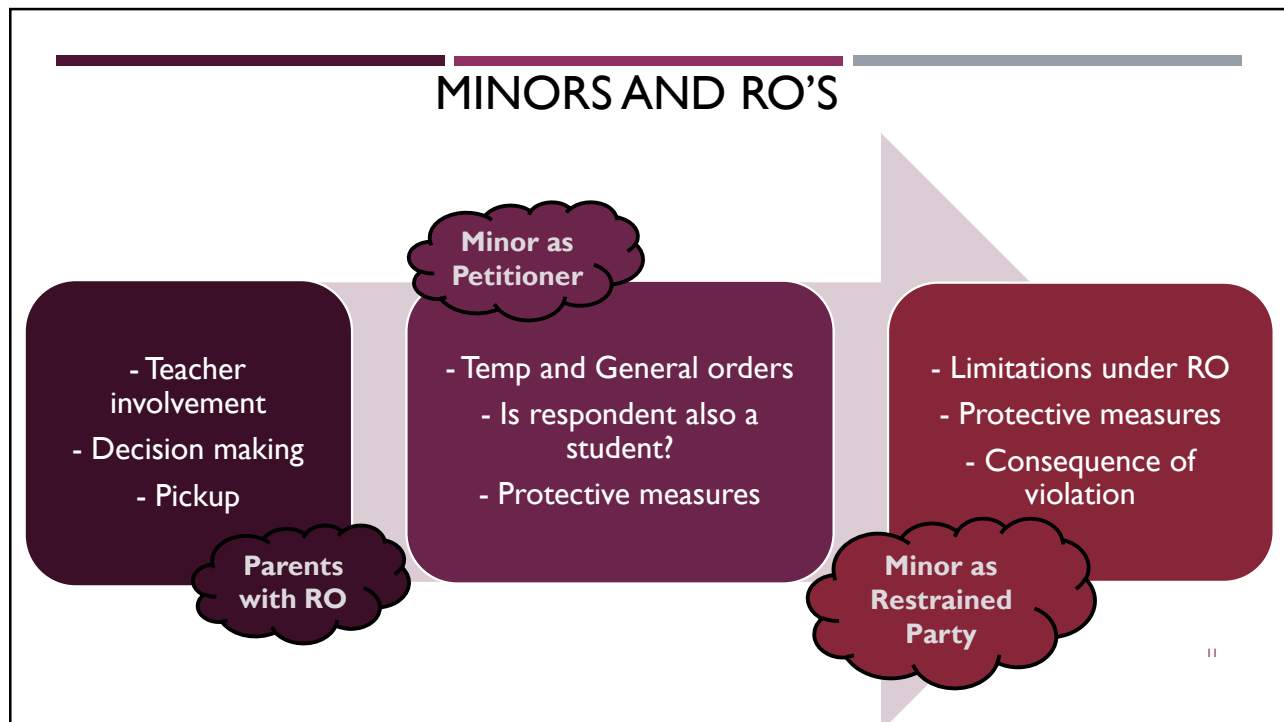 MINORS AND RO'S
- Teacher
involvement
- Decision making
- Pickup
Parents
with RO
Minor as
Petitioner
- Temp and General orders
- Is respondent also a
student?
- Protective measures
- Limitations under RO
- Protective measures
- Consequence of
violation
Minor as
Restrained
Party
11